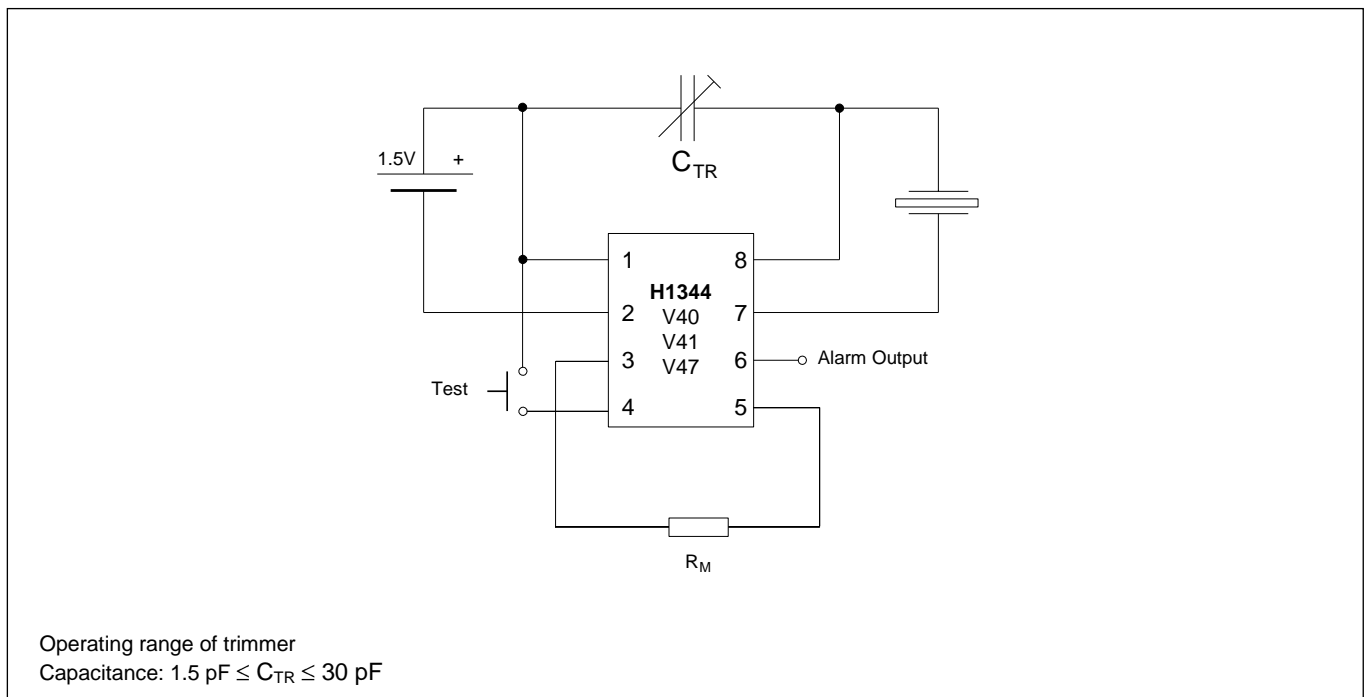 C_TR
1.5V +
1 8
H1344
2 V40 7
V41
3 V47 6 Alarm Output
Test
4 5
R_M
Operating range of trimmer
Capacitance: 1.5 pF ≤ C_TR ≤ 30 pF